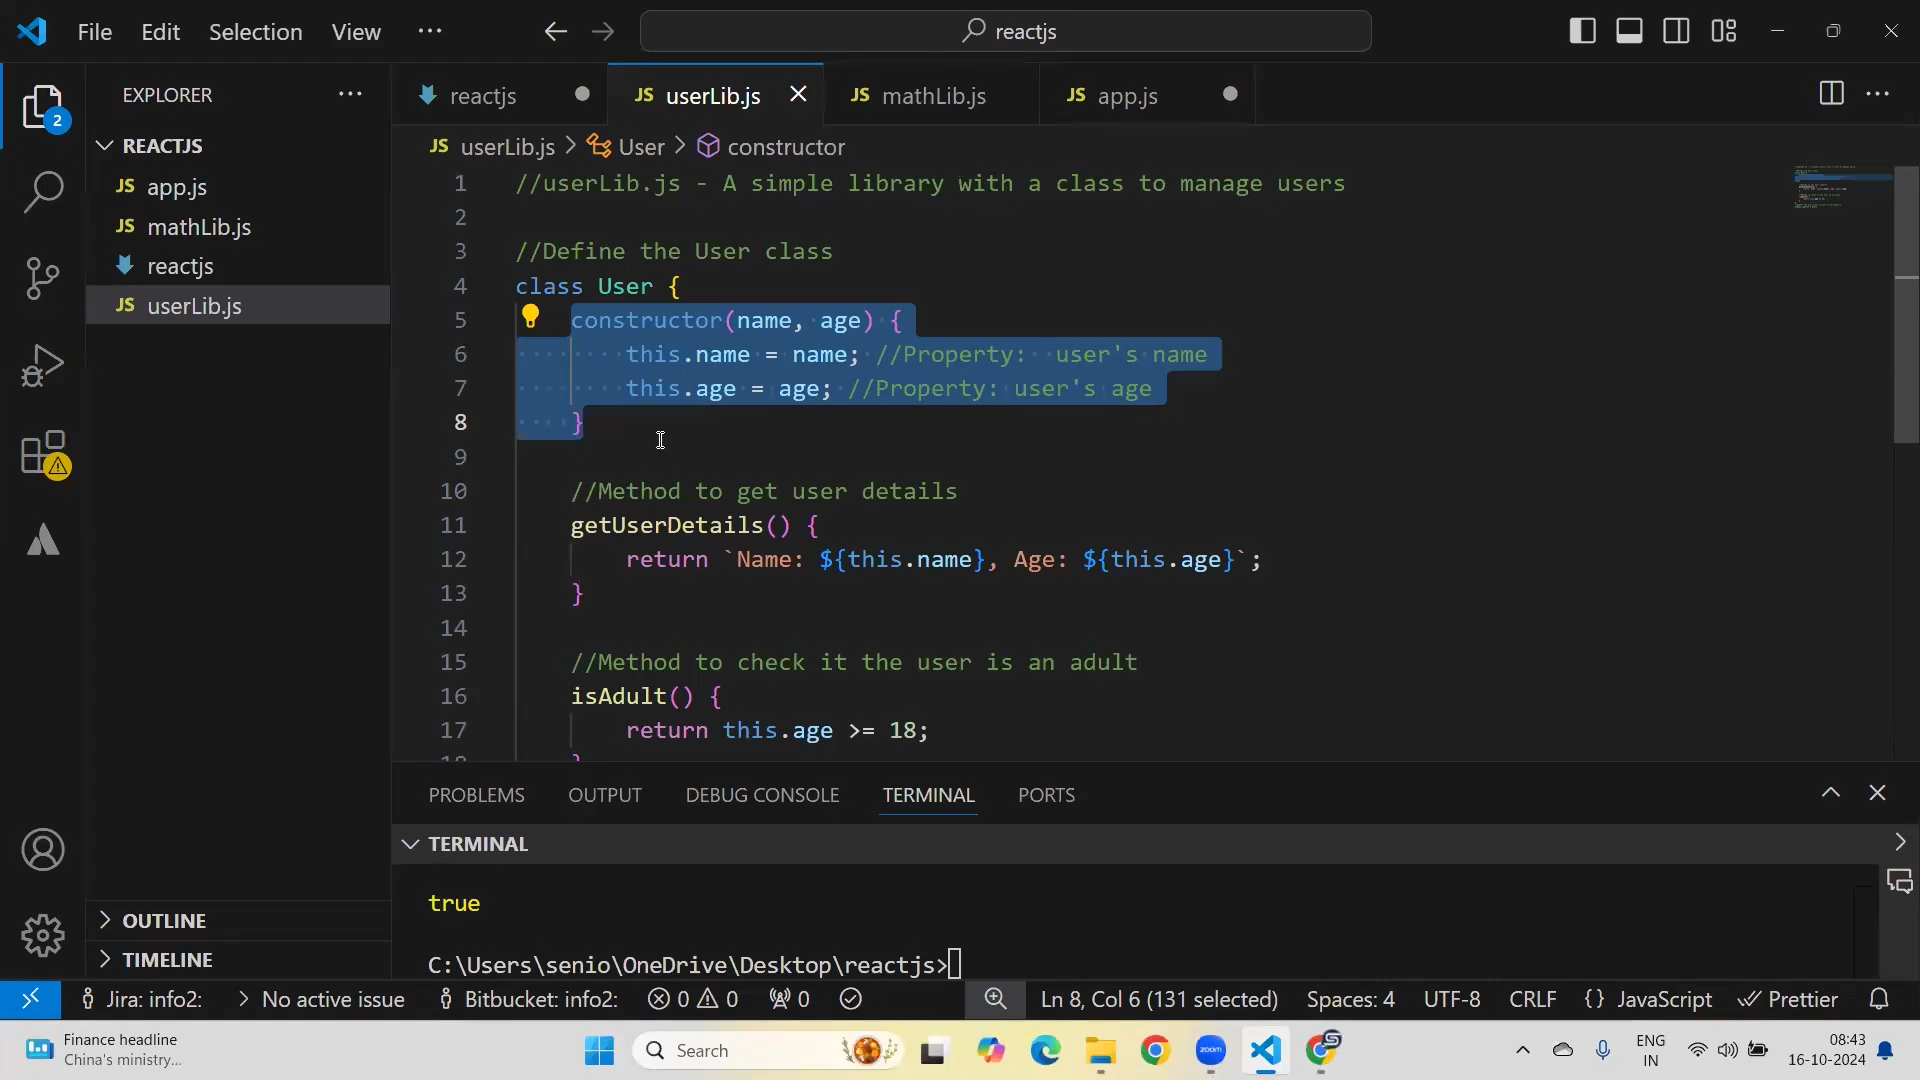 File Edit Selection View ··· reactjs
EXPLORER ···
reactjs userLib.js mathLib.js app.js
2
REACTJS
app.js
mathLib.js
reactjs
userLib.js
userLib.js > User > constructor
1 //userLib.js - A simple library with a class to manage users
2
3 //Define the User class
4 class User {
5 constructor(name, age) {
6 this.name = name; //Property:  user's name
7 this.age = age; //Property: user's age
8 }
9
10 //Method to get user details
11 getUserDetails() {
12 return `Name: ${this.name}, Age: ${this.age}`;
13 }
14
15 //Method to check it the user is an adult
16 isAdult() {
17 return this.age >= 18;
PROBLEMS OUTPUT DEBUG CONSOLE TERMINAL PORTS
TERMINAL
true
C:\Users\senio\OneDrive\Desktop\reactjs>
OUTLINE
TIMELINE
Jira: info2: > No active issue Bitbucket: info2: 0 0 0 Ln 8, Col 6 (131 selected) Spaces: 4 UTF-8 CRLF {} JavaScript Prettier
Finance headline
China's ministry...
Search
zoom
ENG
IN
08:43
16-10-2024